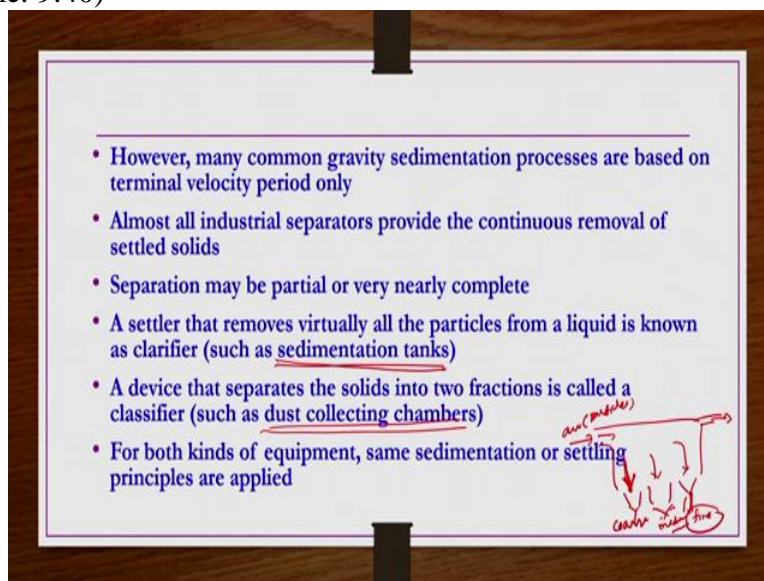 • However, many common gravity sedimentation processes are based on
terminal velocity period only
• Almost all industrial separators provide the continuous removal of
settled solids
• Separation may be partial or very nearly complete
• A settler that removes virtually all the particles from a liquid is known
as clarifier (such as sedimentation tanks)
• A device that separates the solids into two fractions is called a
classifier (such as dust collecting chambers)
• For both kinds of equipment, same sedimentation or settling
principles are applied
coarse fine